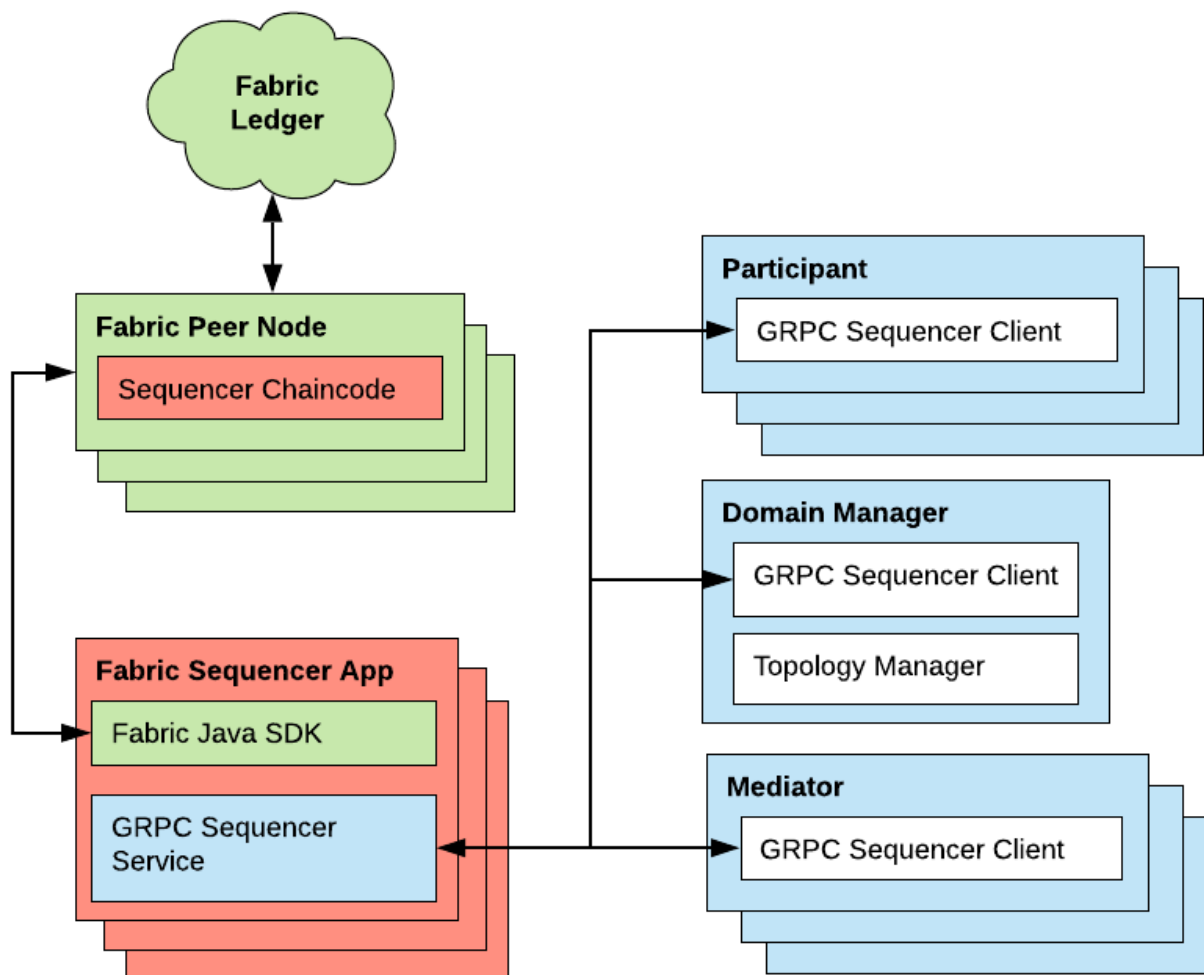 Fabric
Ledger
Fabric Peer Node
Sequencer Chaincode
Fabric Sequencer App
Fabric Java SDK
GRPC Sequencer
Service
Participant
GRPC Sequencer Client
Domain Manager
GRPC Sequencer Client
Topology Manager
Mediator
GRPC Sequencer Client